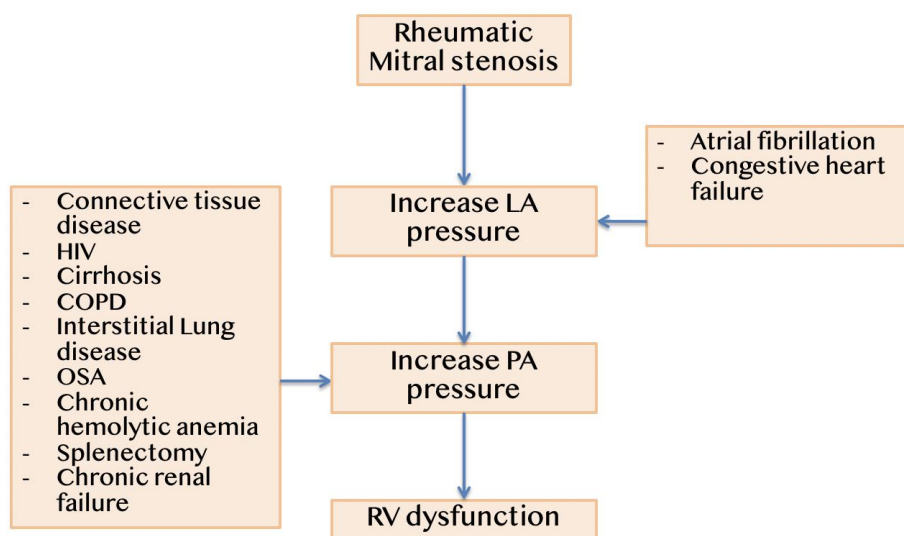 Rheumatic
Mitral stenosis
- Atrial fibrillation
- Congestive heart
failure
Increase LA
pressure
- Connective tissue
disease
- HIV
- Cirrhosis
- COPD
- Interstitial Lung
disease
- OSA
- Chronic
hemolytic anemia
- Splenectomy
- Chronic renal
failure
Increase PA
pressure
RV dysfunction